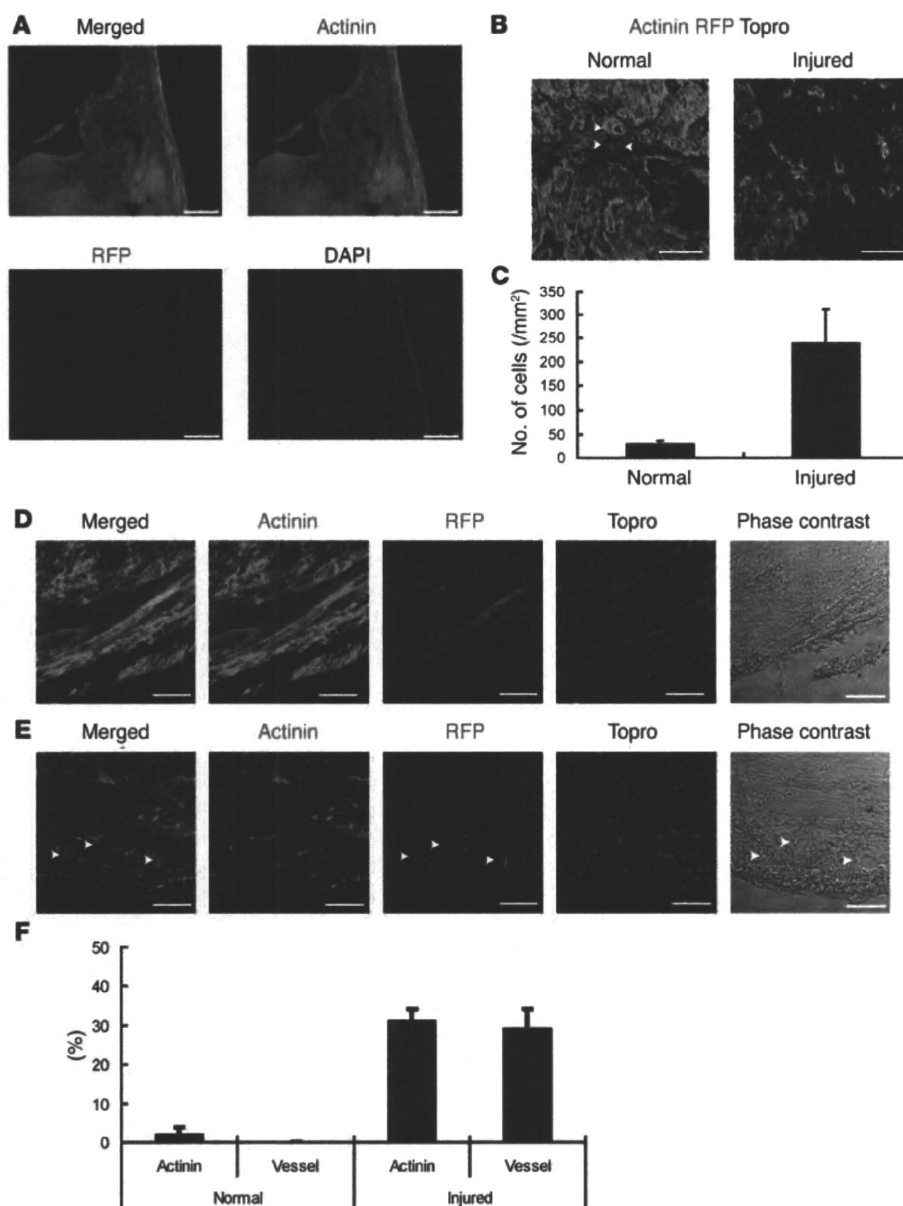 A
Merged
Actinin
RFP
DAPI
B
Actinin RFP Topro
Normal
Injured
C
No. of cells (/mm²)
350
300
250
200
150
100
50
0
Normal
Injured
D
Merged
Actinin
RFP
Topro
Phase contrast
E
Merged
Actinin
RFP
Topro
Phase contrast
F
(%)
50
40
30
20
10
0
Actinin
Vessel
Actinin
Vessel
Normal
Injured